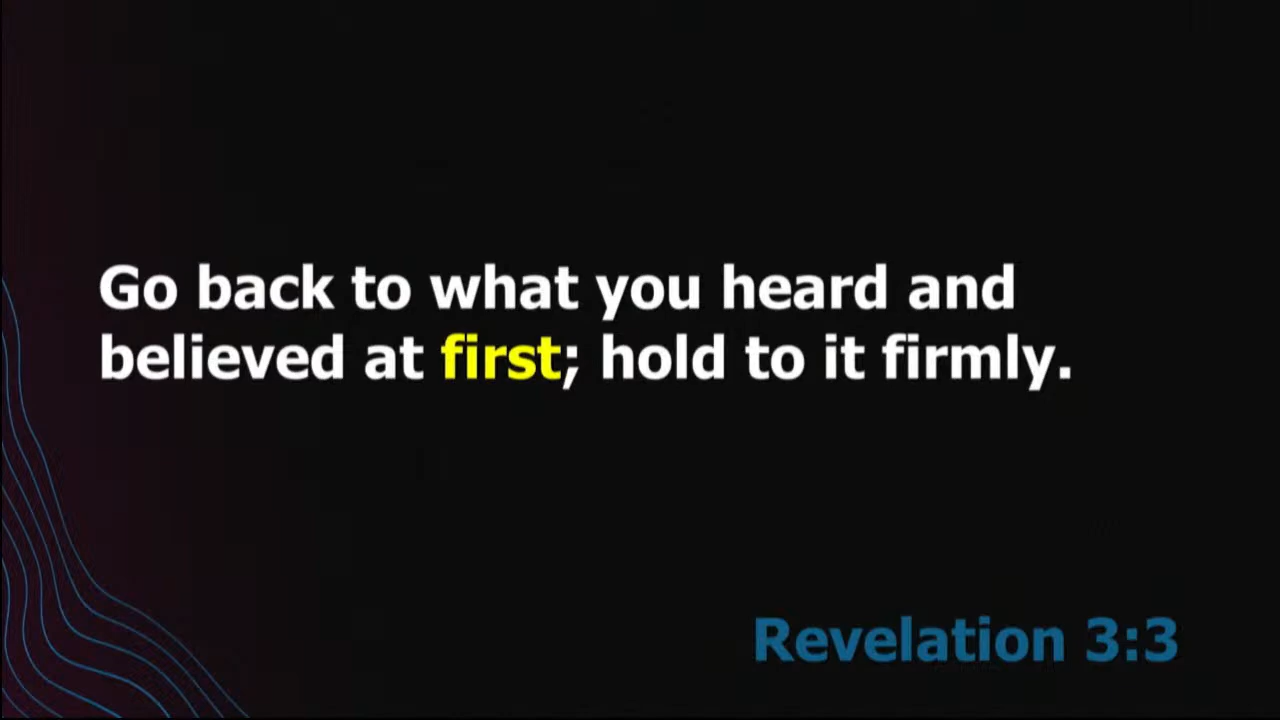 Go back to what you heard and
believed at first; hold to it firmly.
Revelation 3:3